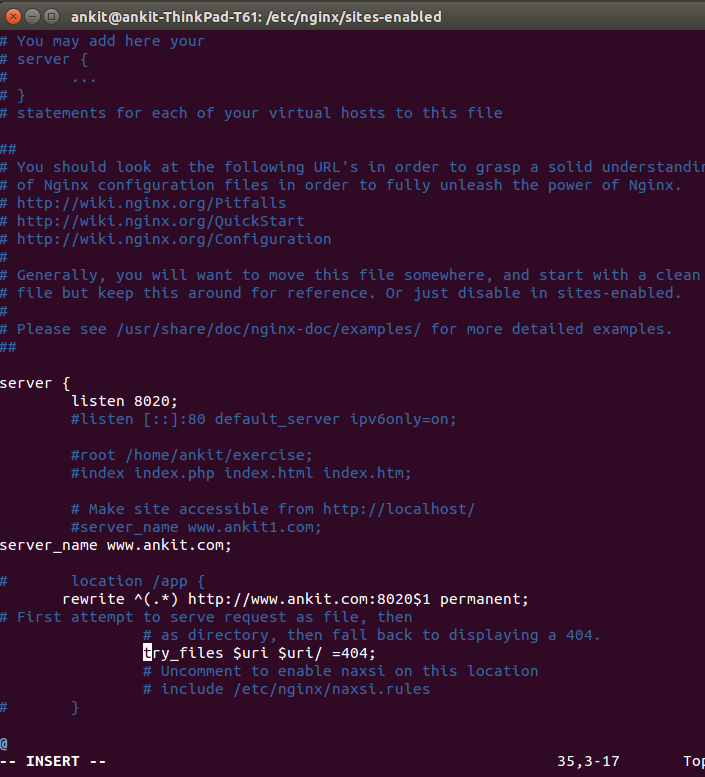 ankit@ankit-ThinkPad-T61: /etc/nginx/sites-enabled
# You may add here your
# server {
#       ...
# }
# statements for each of your virtual hosts to this file
##
# You should look at the following URL's in order to grasp a solid understandin
# of Nginx configuration files in order to fully unleash the power of Nginx.
# http://wiki.nginx.org/Pitfalls
# http://wiki.nginx.org/QuickStart
# http://wiki.nginx.org/Configuration
#
# Generally, you will want to move this file somewhere, and start with a clean
# file but keep this around for reference. Or just disable in sites-enabled.
#
# Please see /usr/share/doc/nginx-doc/examples/ for more detailed examples.
##
server {
        listen 8020;
        #listen [::]:80 default_server ipv6only=on;
        #root /home/ankit/exercise;
        #index index.php index.html index.htm;
        # Make site accessible from http://localhost/
        #server_name www.ankit1.com;
server_name www.ankit.com;
#       location /app {
       rewrite ^(.*) http://www.ankit.com:8020$1 permanent;
# First attempt to serve request as file, then
                # as directory, then fall back to displaying a 404.
                try_files $uri $uri/ =404;
                # Uncomment to enable naxsi on this location
                # include /etc/nginx/naxsi.rules
#       }
@
-- INSERT --                                                  35,3-17       Top